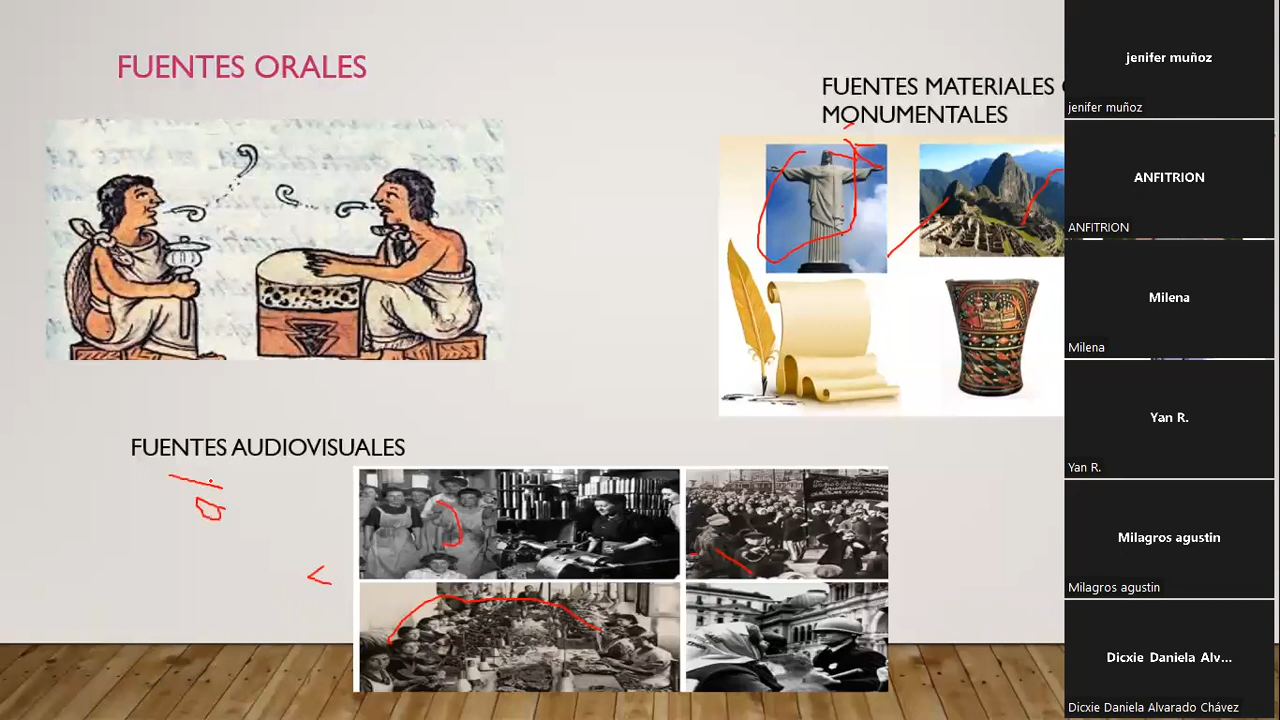 FUENTES ORALES
FUENTES MATERIALES
MONUMENTALES
FUENTES AUDIOVISUALES
jenifer muñoz
jenifer muñoz
ANFITRION
ANFITRION
Milena
Milena
Yan R.
Yan R.
Milagros agustin
Milagros agustin
Dicxie Daniela Alv...
Dicxie Daniela Alvarado Chávez